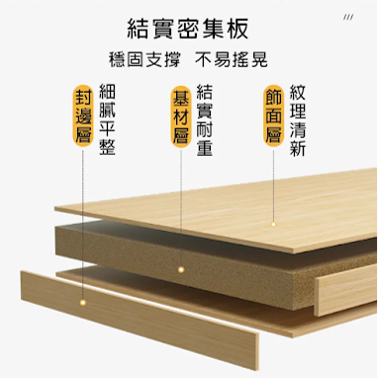 結實密集板
穩固支撐 不易搖晃
封邊層
細膩平整
基材層
結實耐重
飾面層
紋理清新